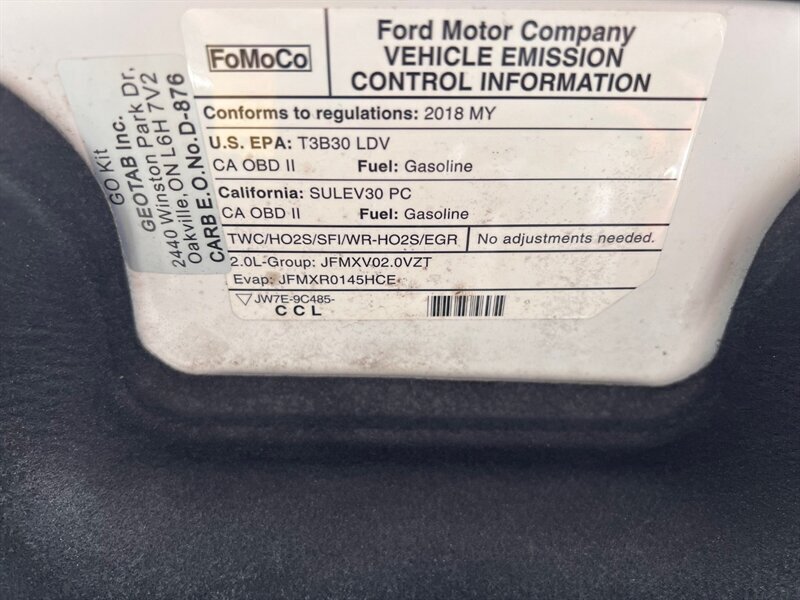 FoMoCo
Ford Motor Company
VEHICLE EMISSION
CONTROL INFORMATION
Conforms to regulations: 2018 MY
U.S. EPA: T3B30 LDV
CA OBD II Fuel: Gasoline
California: SULEV30 PC
CA OBD II Fuel: Gasoline
TWC/HO2S/SFI/WR-HO2S/EGR No adjustments needed.
2.0L-Group: JFMXV02.0VZT
Evap: JFMXR0145HCE
JW7E-9C485-
C C L
GO Kit
GEOTAB Inc.
2440 Winston Park Dr.
Oakville, ON L6H 7V2
CARB E.O. No. D-876